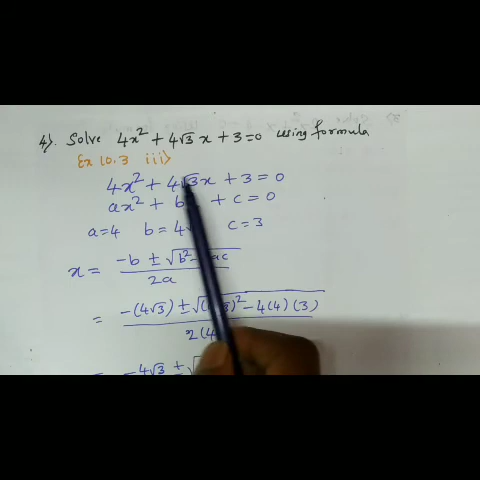 4). Solve 4x² + 4√3 x + 3 = 0 using formula
Ex 10.3 iii)
4x² + 4√3x + 3 = 0
ax² + b + c = 0
a = 4 b = 4 c = 3
x = -b ± √b² - ac / 2a
= -(4√3) ± √( )² - 4(4)(3) / 2(4
= -4√3 ± √